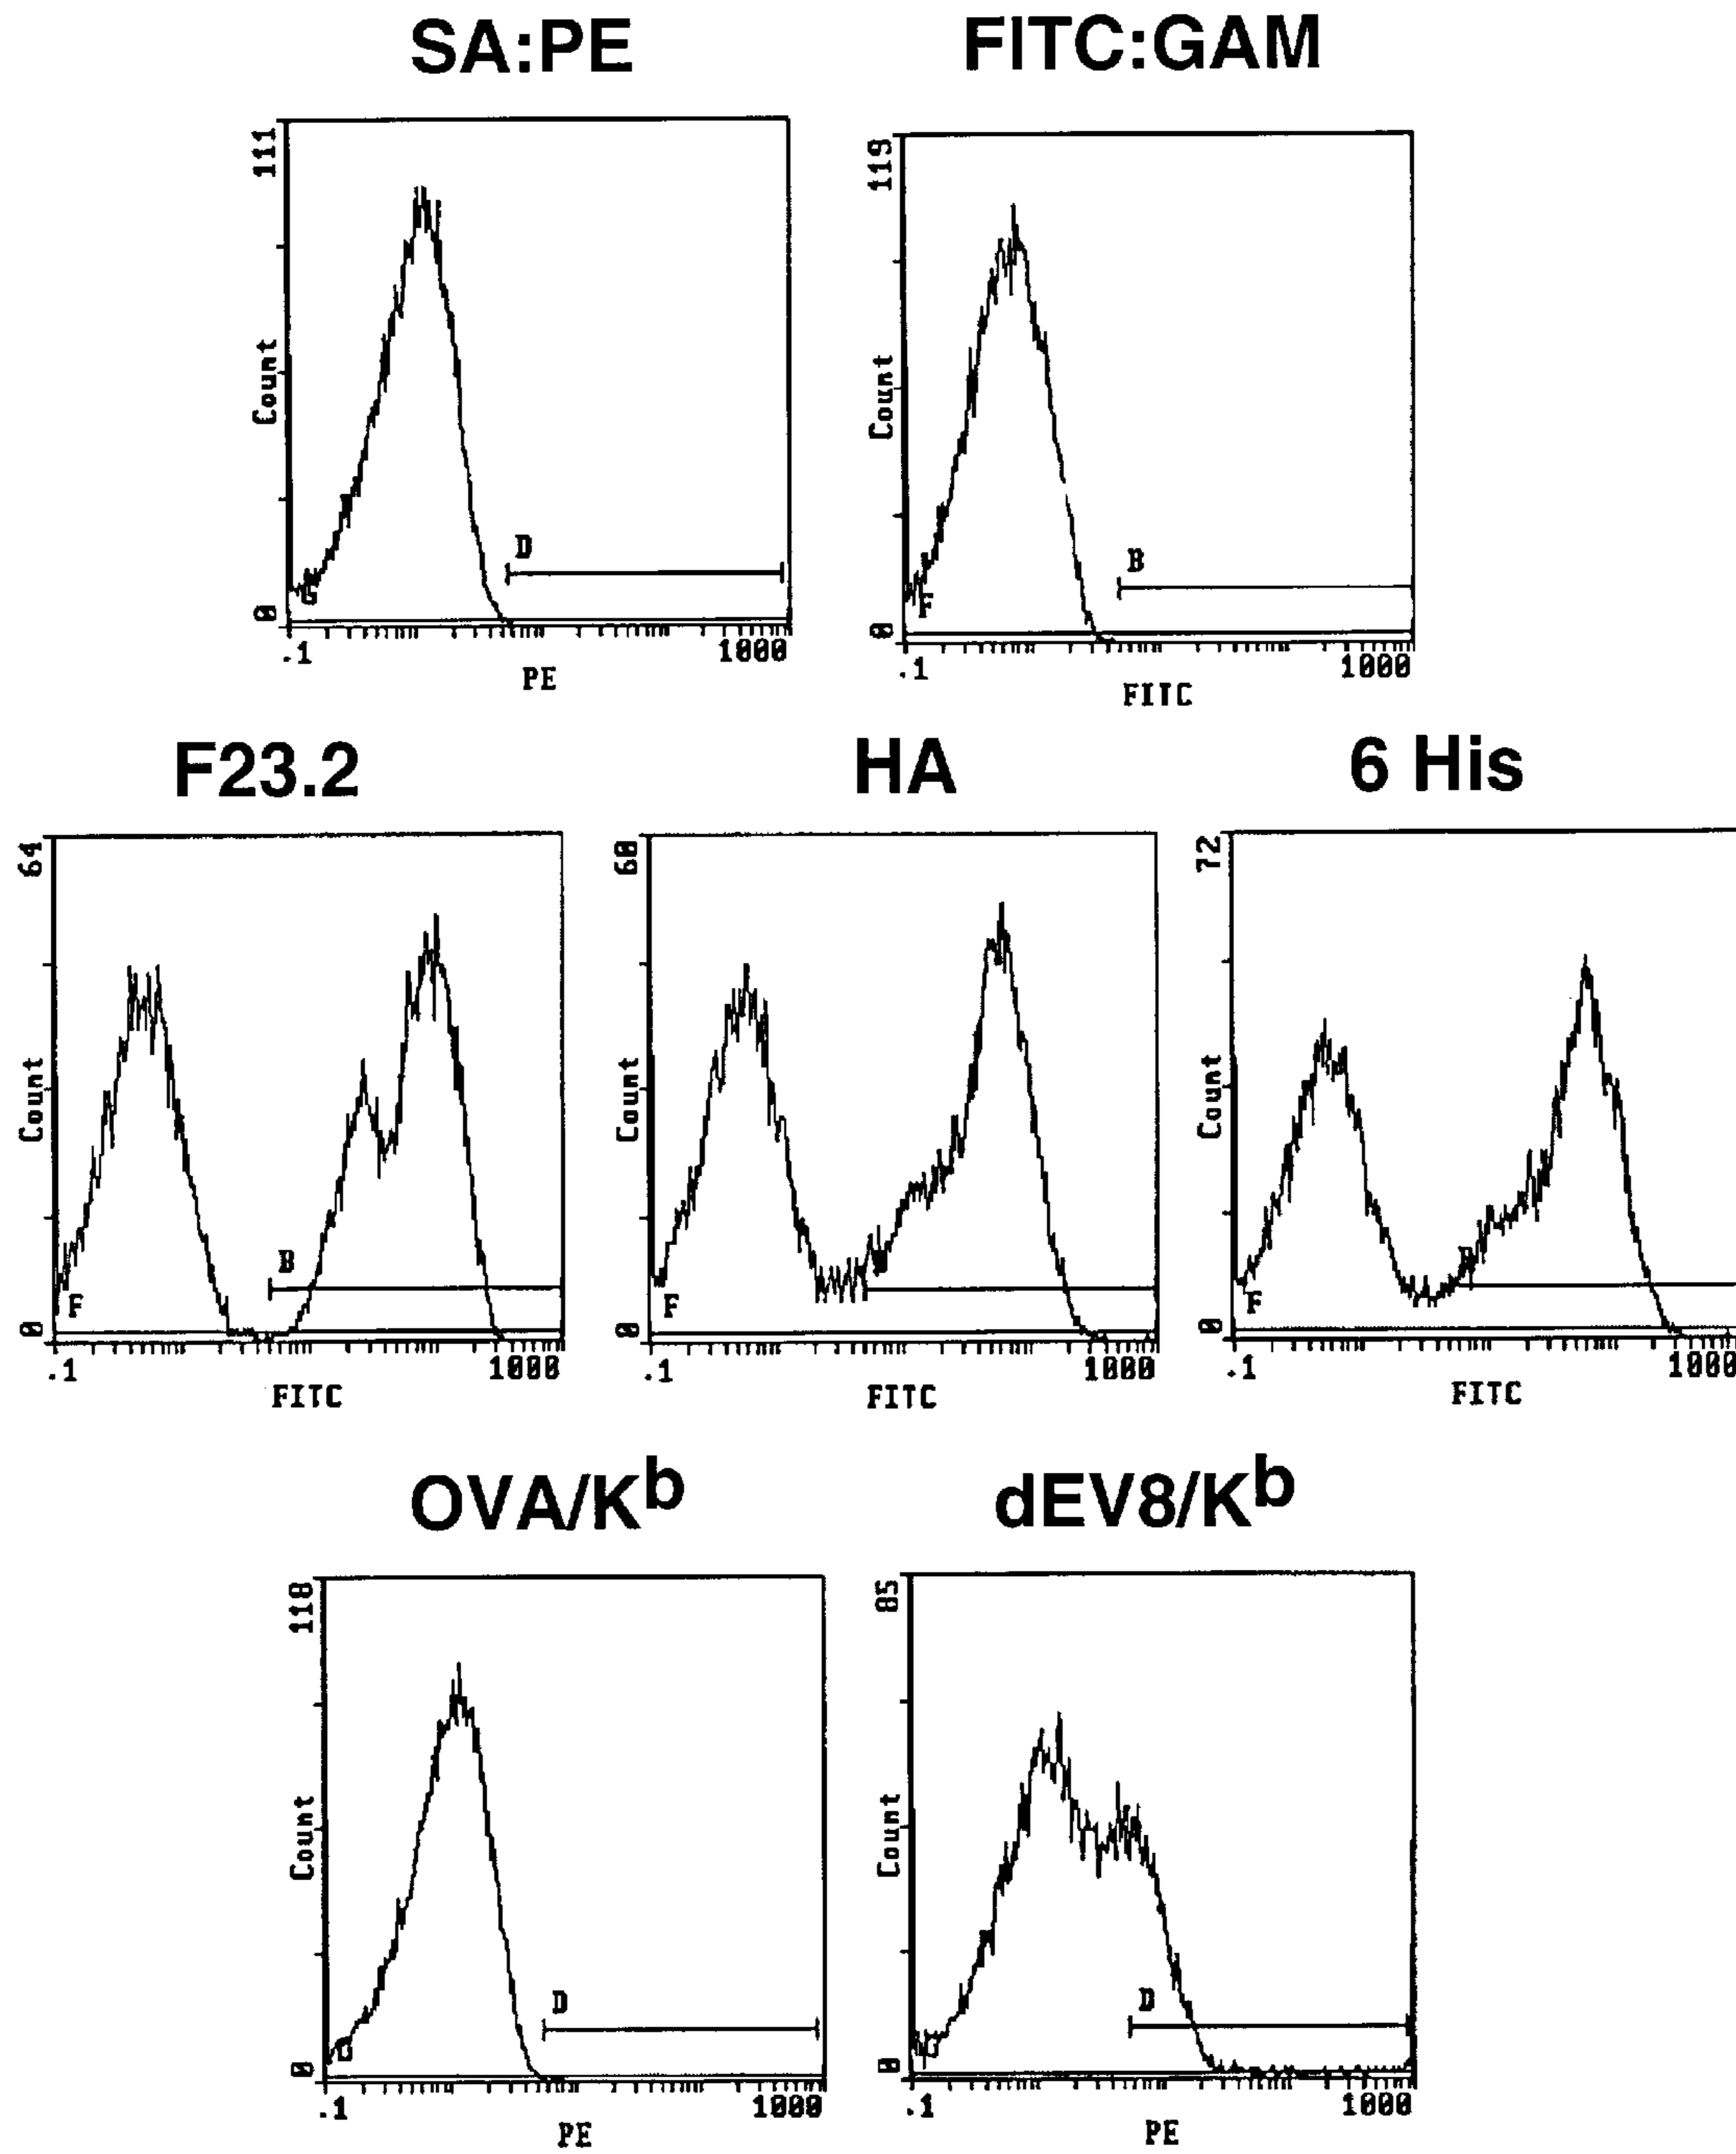 SA:PE
111
Count
0
D
G
.1
1000
PE
FITC:GAM
119
Count
0
B
F
.1
1000
FITC
F23.2
64
Count
0
B
F
.1
1000
FITC
HA
60
Count
0
F
.1
1000
FITC
6 His
72
Count
0
B
F
.1
1000
FITC
OVA/Kb
118
Count
0
D
G
.1
1000
PE
dEV8/Kb
85
Count
0
D
G
.1
1000
PE